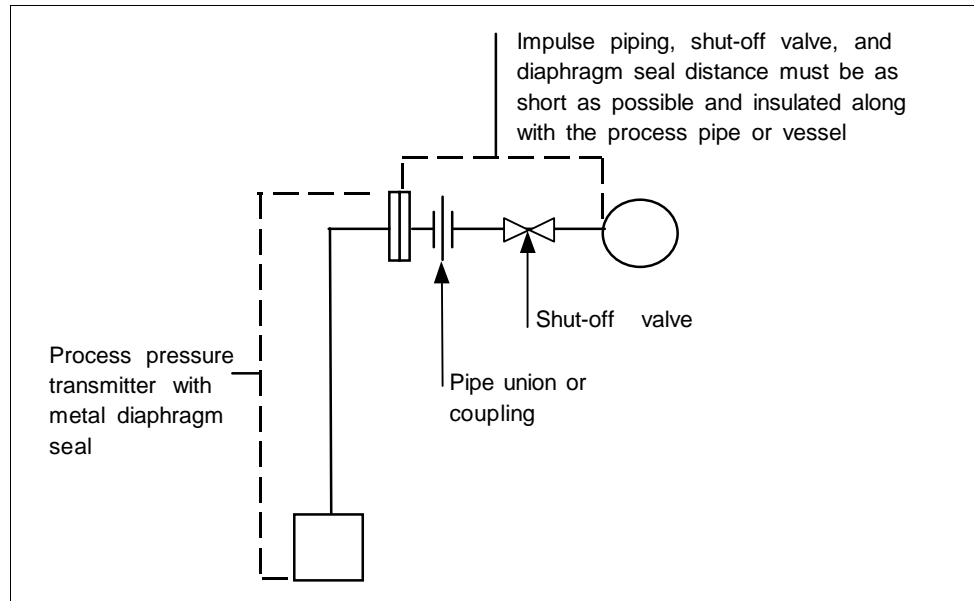 Impulse piping, shut-off valve, and
diaphragm seal distance must be as
short as possible and insulated along
with the process pipe or vessel
Shut-off valve
Process pressure
transmitter with
metal diaphragm
seal
Pipe union or
coupling